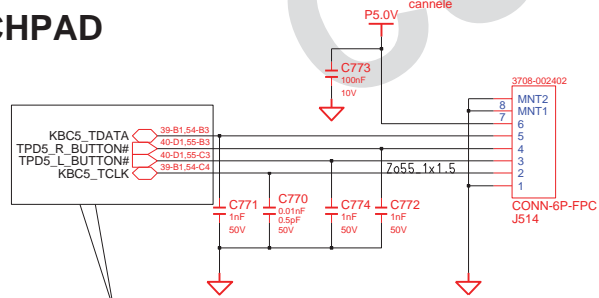 cannele
CHPAD
P5.0V
C773
100nF
10V
3708-002402
MNT2
8
MNT1
7
6
KBC5_TDATA 39-B1,54-B3 5
TPD5_R_BUTTON# 40-D1,55-B3 4
TPD5_L_BUTTON# 40-D1,55-C3 3
KBC5_TCLK 39-B1,54-C4 7o55_1x1.5 2
1
CONN-6P-FPC
J514
C771 C770 C774 C772
1nF 0.01nF 1nF 1nF
0.5pF
50V 50V 50V 50V